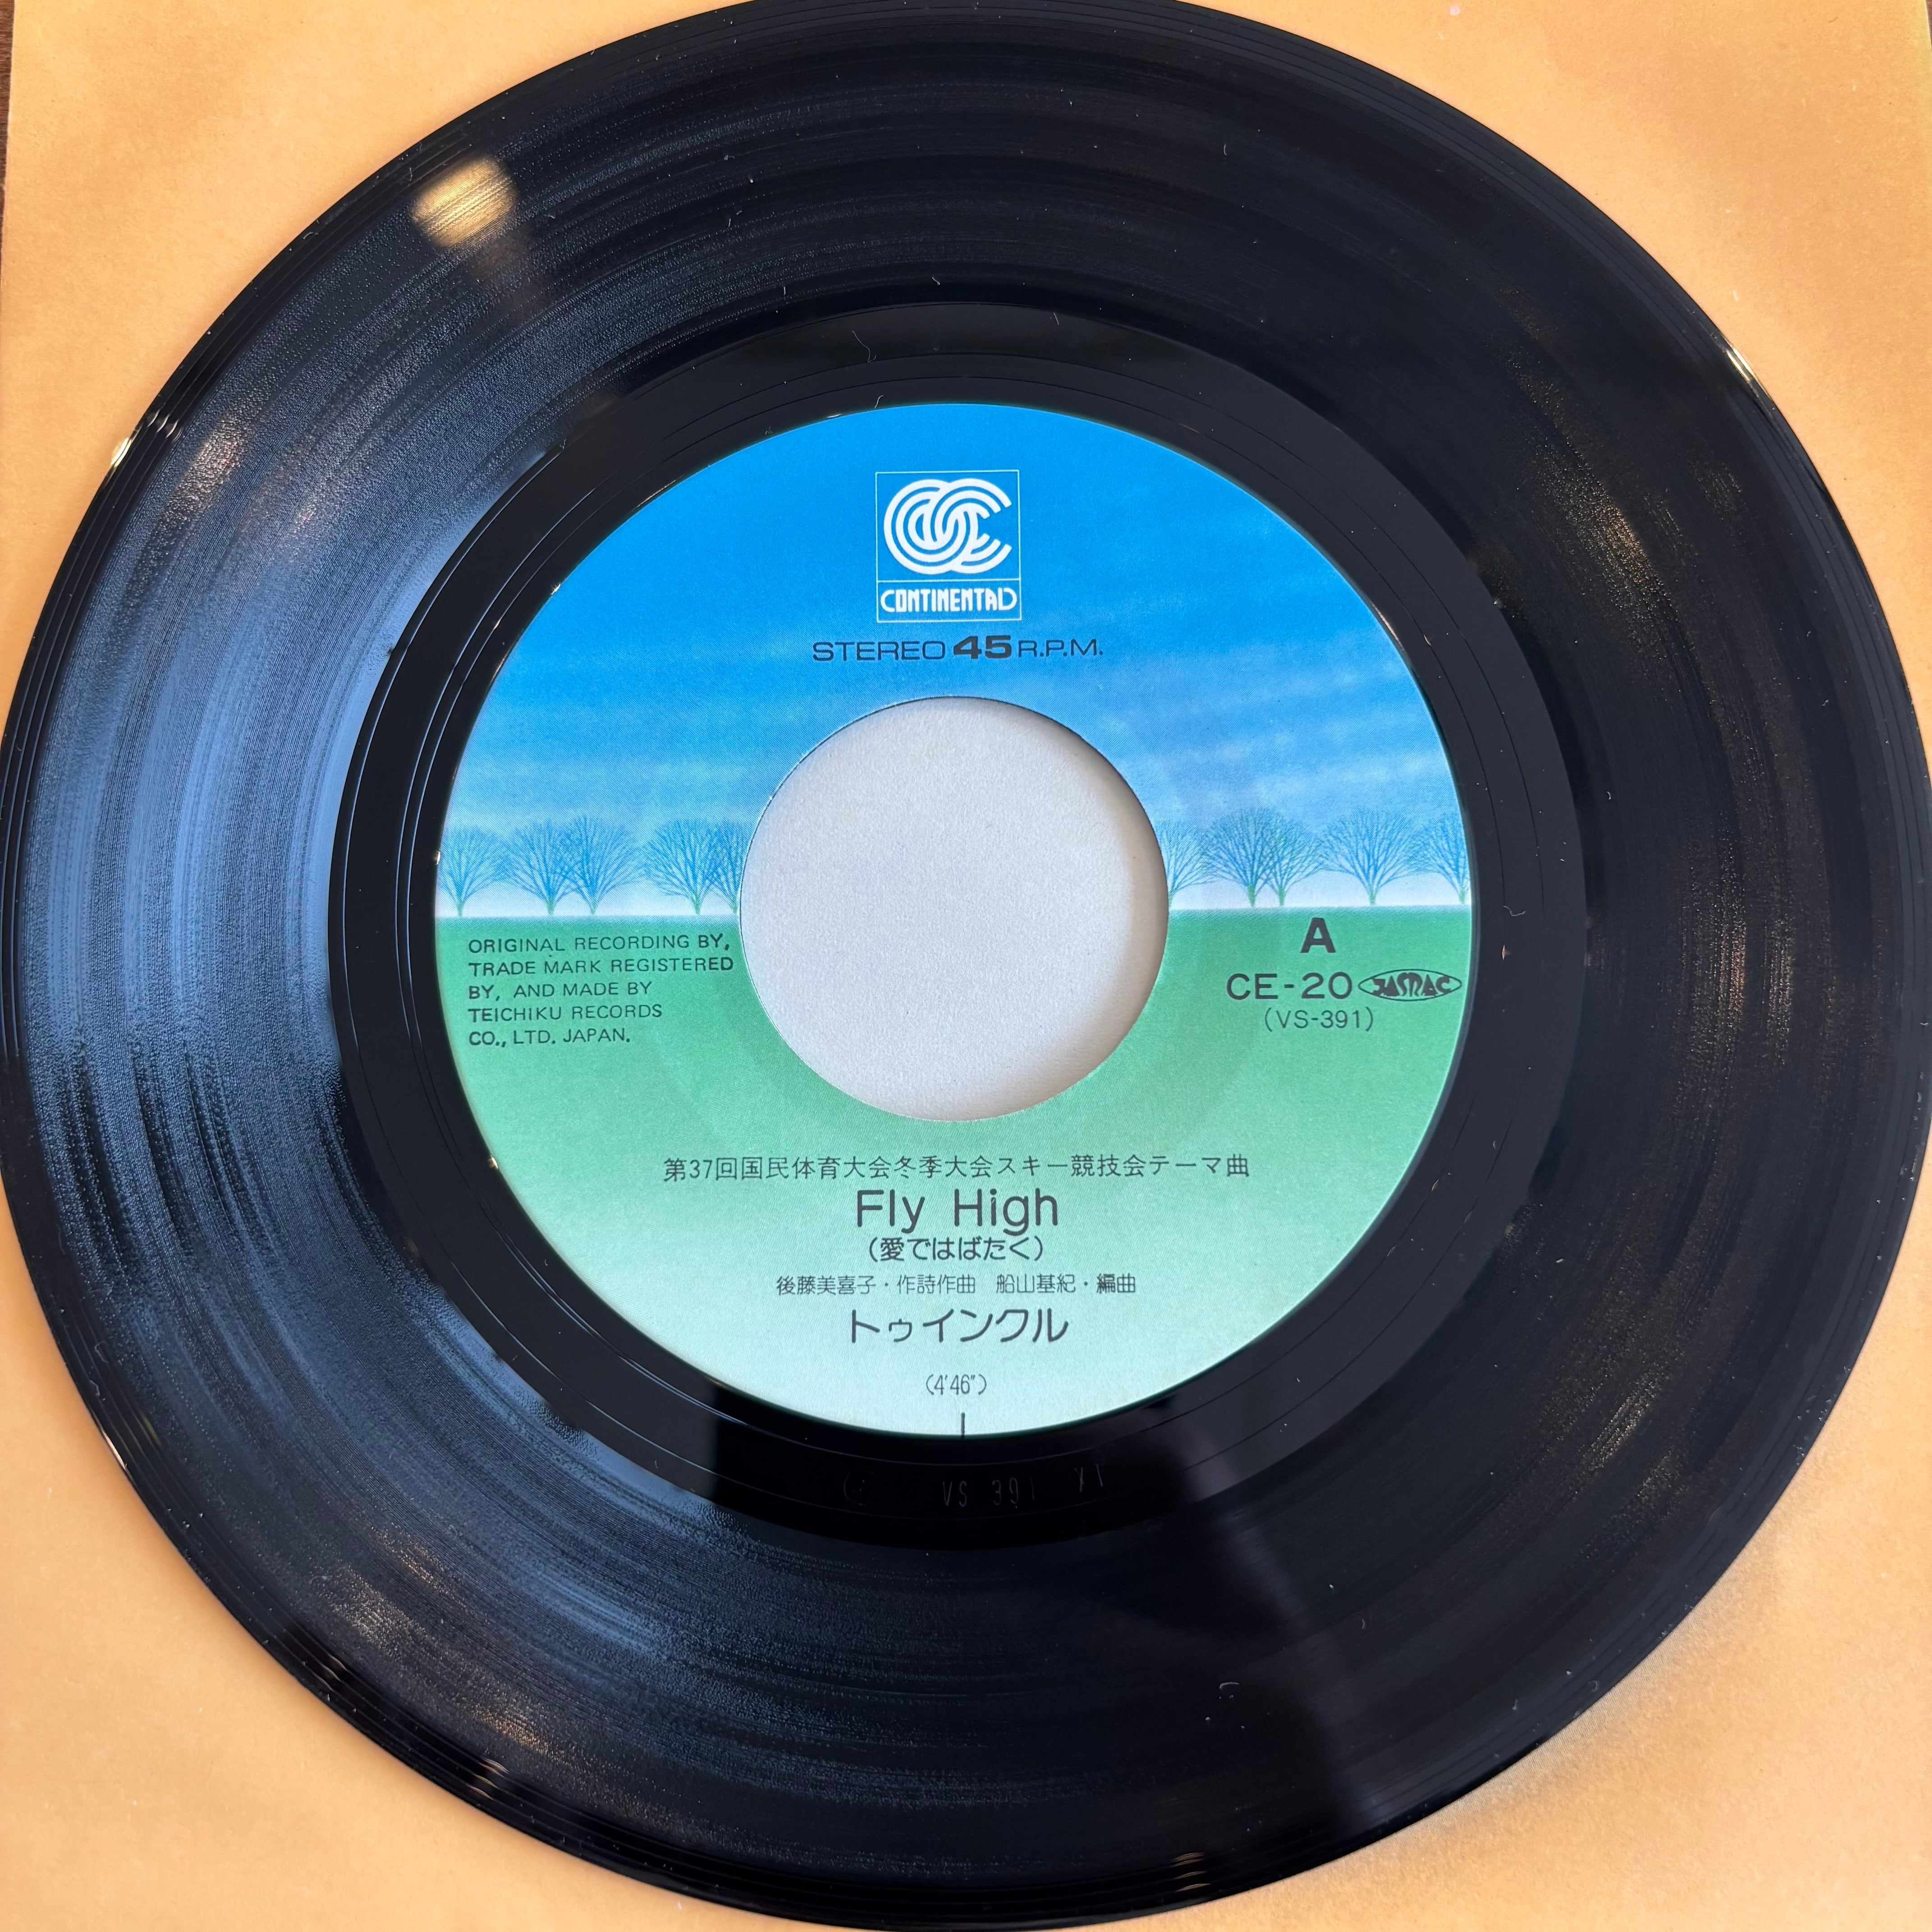 CONTINENTAL
STEREO 45 R.P.M.
ORIGINAL RECORDING BY,
TRADE MARK REGISTERED
BY, AND MADE BY
TEICHIKU RECORDS
CO., LTD. JAPAN.
A
CE-20 JASRAC
(VS-391)
第37回国民体育大会冬季大会スキー競技会テーマ曲
Fly High
(愛ではばたく)
後藤美喜子・作詩作曲 船山基紀・編曲
トゥインクル
(4'46")
VS 391 X1